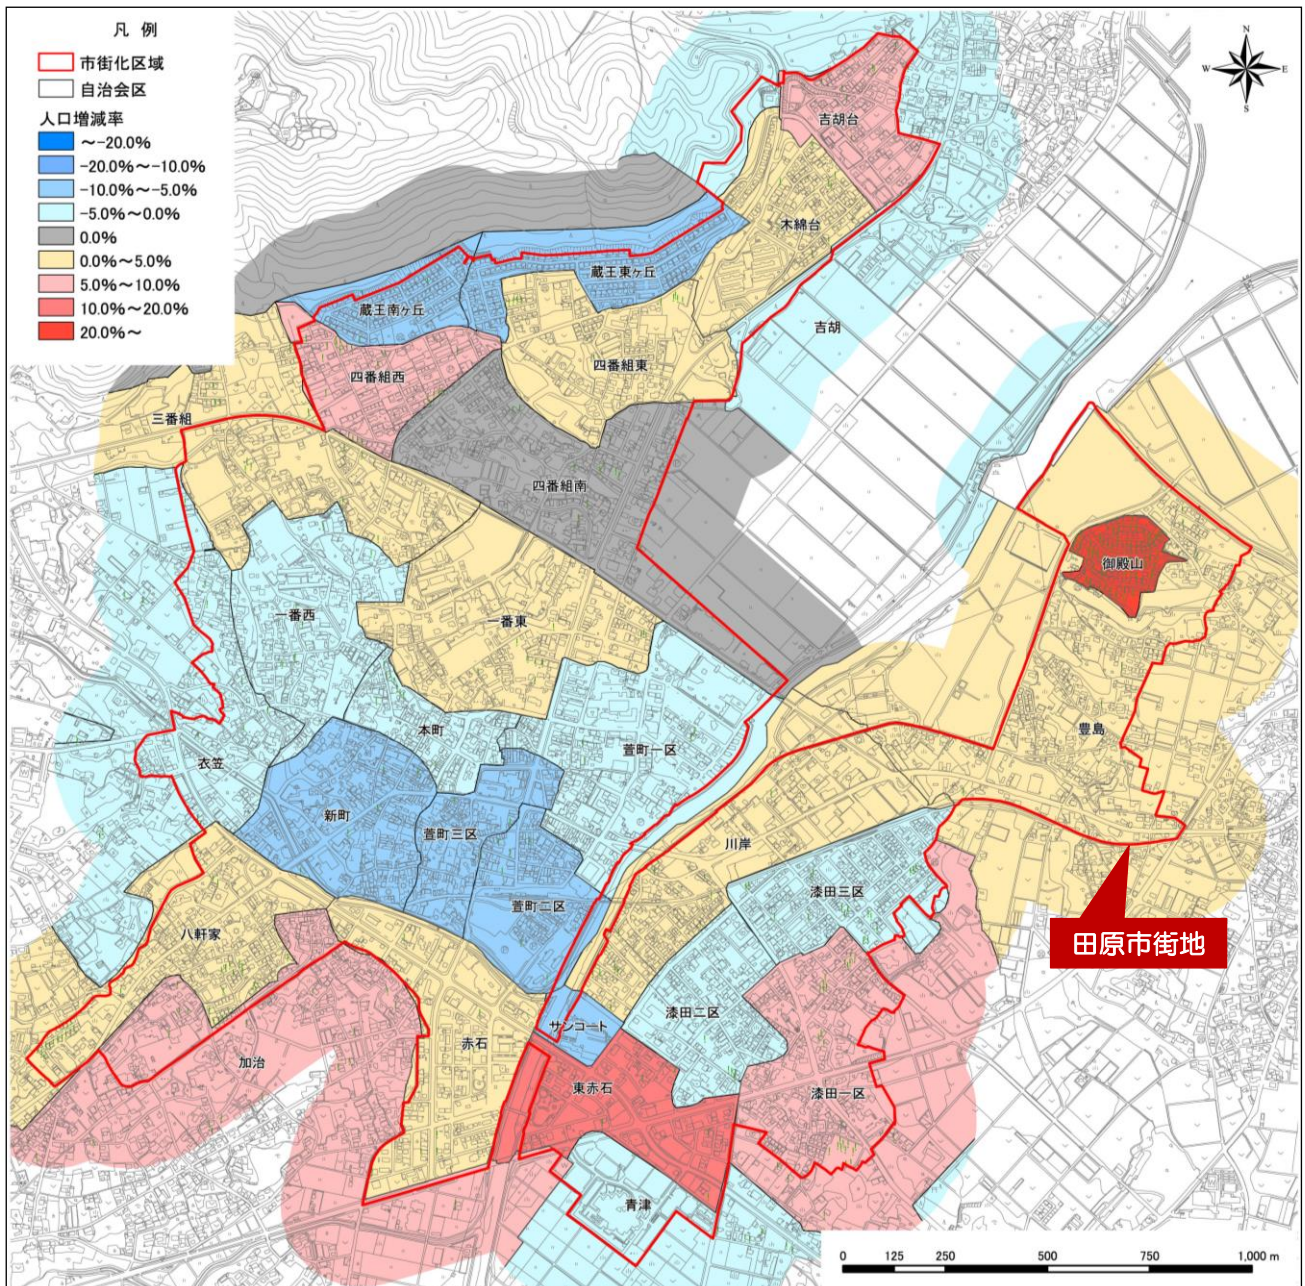 凡 例
市街化区域
自治会区
人口増減率
～-20.0%
-20.0%～-10.0%
-10.0%～-5.0%
-5.0%～0.0%
0.0%
0.0%～5.0%
5.0%～10.0%
10.0%～20.0%
20.0%～
N
W
E
S
吉胡台
木綿台
蔵王東ヶ丘
蔵王南ヶ丘
吉胡
四番組東
四番組西
三番組
四番組南
御殿山
一番西
一番東
本町
萱町一区
豊島
衣笠
新町
萱町三区
川岸
漆田三区
萱町二区
八軒家
田原市街地
漆田二区
サンコート
赤石
加治
東赤石
漆田一区
青津
0 125 250 500 750 1,000 m